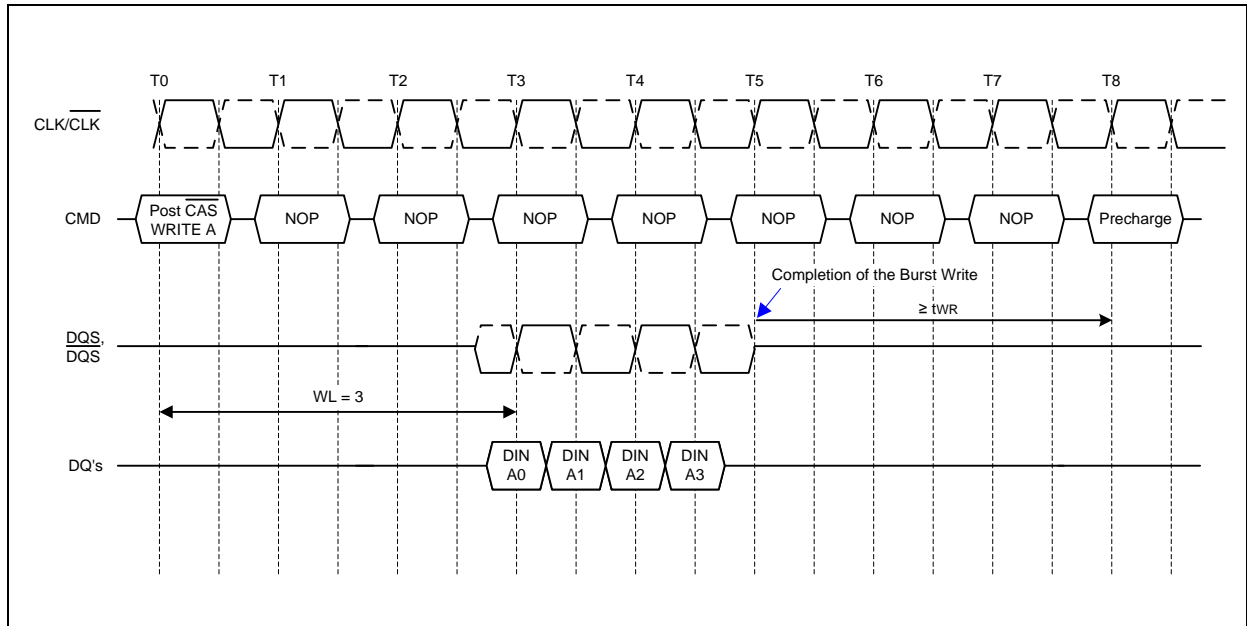 T0 T1 T2 T3 T4 T5 T6 T7 T8
CLK/CLK
CMD
Post CAS
WRITE A
NOP NOP NOP NOP NOP NOP NOP Precharge
Completion of the Burst Write
≥ tWR
DQS,
DQS
WL = 3
DQ's
DIN DIN DIN DIN
A0 A1 A2 A3